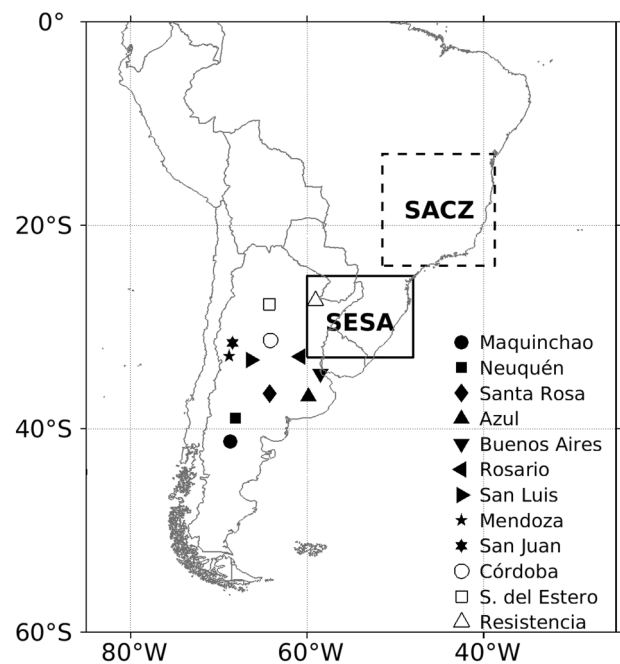 0°
20°S
40°S
60°S
80°W
60°W
40°W
SACZ
SESA
Maquinchao
Neuquén
Santa Rosa
Azul
Buenos Aires
Rosario
San Luis
Mendoza
San Juan
Córdoba
S. del Estero
Resistencia